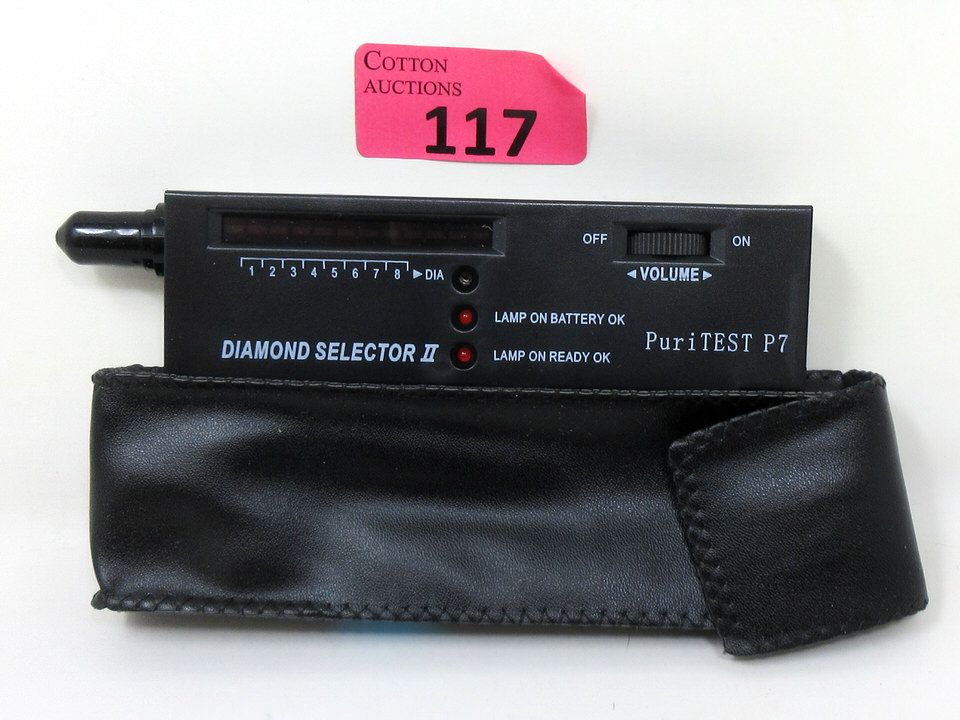 COTTON
AUCTIONS
117
OFF ON
◄VOLUME►
1 2 3 4 5 6 7 8 ►DIA
LAMP ON BATTERY OK
PuriTEST P7
DIAMOND SELECTOR II
LAMP ON READY OK